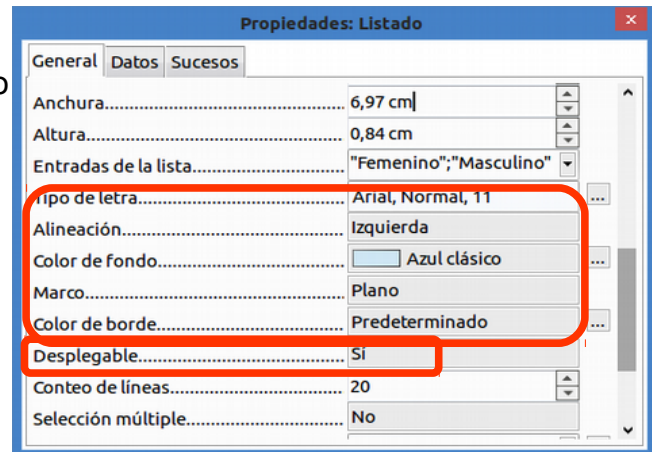 Propiedades: Listado
General Datos Sucesos
o
Anchura 6,97 cm
Altura 0,84 cm
Entradas de la lista "Femenino";"Masculino"
Tipo de letra Arial, Normal, 11 ...
Alineación Izquierda
Color de fondo Azul clásico ...
Marco Plano
Color de borde Predeterminado ...
Desplegable Sí
Conteo de líneas 20
Selección múltiple No